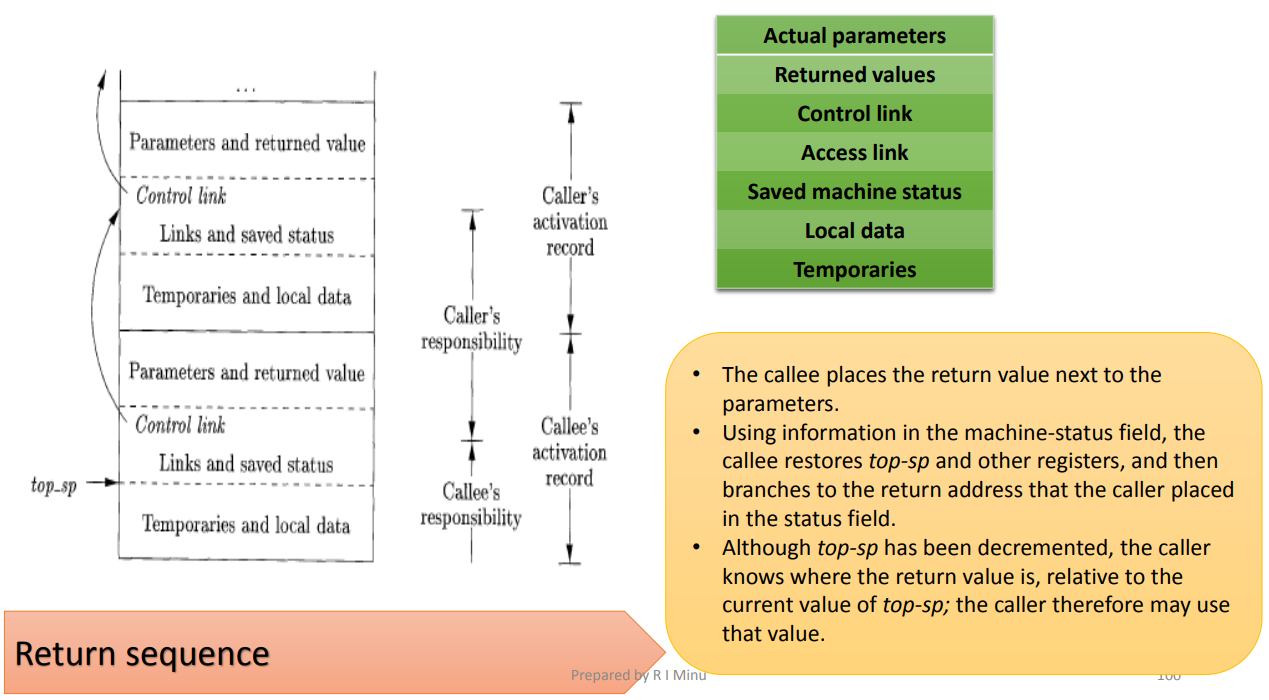 ...
Parameters and returned value
Control link
Links and saved status
Temporaries and local data
Parameters and returned value
Control link
Links and saved status
top_sp
Temporaries and local data
Caller's
responsibility
Callee's
responsibility
Caller's
activation
record
Callee's
activation
record
Actual parameters
Returned values
Control link
Access link
Saved machine status
Local data
Temporaries
• The callee places the return value next to the
parameters.
• Using information in the machine-status field, the
callee restores top-sp and other registers, and then
branches to the return address that the caller placed
in the status field.
• Although top-sp has been decremented, the caller
knows where the return value is, relative to the
current value of top-sp; the caller therefore may use
that value.
Return sequence
Prepared by R I Minu